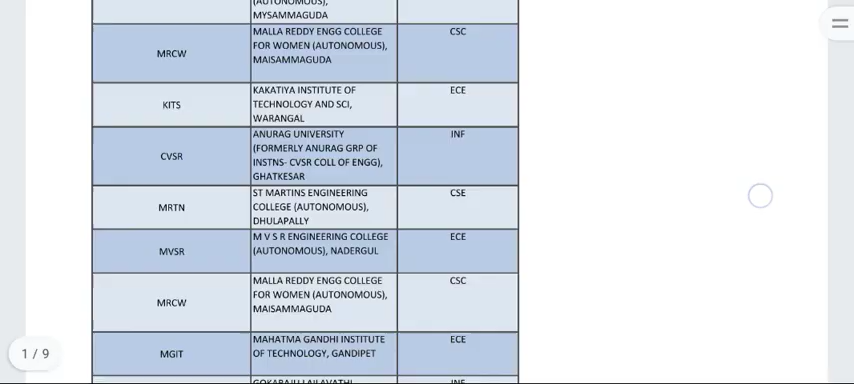 (AUTONOMOUS),
MYSAMMAGUDA
MRCW
MALLA REDDY ENGG COLLEGE
FOR WOMEN (AUTONOMOUS),
MAISAMMAGUDA
CSC
KITS
KAKATIYA INSTITUTE OF
TECHNOLOGY AND SCI,
WARANGAL
ECE
CVSR
ANURAG UNIVERSITY
(FORMERLY ANURAG GRP OF
INSTNS- CVSR COLL OF ENGG),
GHATKESAR
INF
MRTN
ST MARTINS ENGINEERING
COLLEGE (AUTONOMOUS),
DHULAPALLY
CSE
MVSR
M V S R ENGINEERING COLLEGE
(AUTONOMOUS), NADERGUL
ECE
MRCW
MALLA REDDY ENGG COLLEGE
FOR WOMEN (AUTONOMOUS),
MAISAMMAGUDA
CSC
MGIT
MAHATMA GANDHI INSTITUTE
OF TECHNOLOGY, GANDIPET
ECE
1 / 9